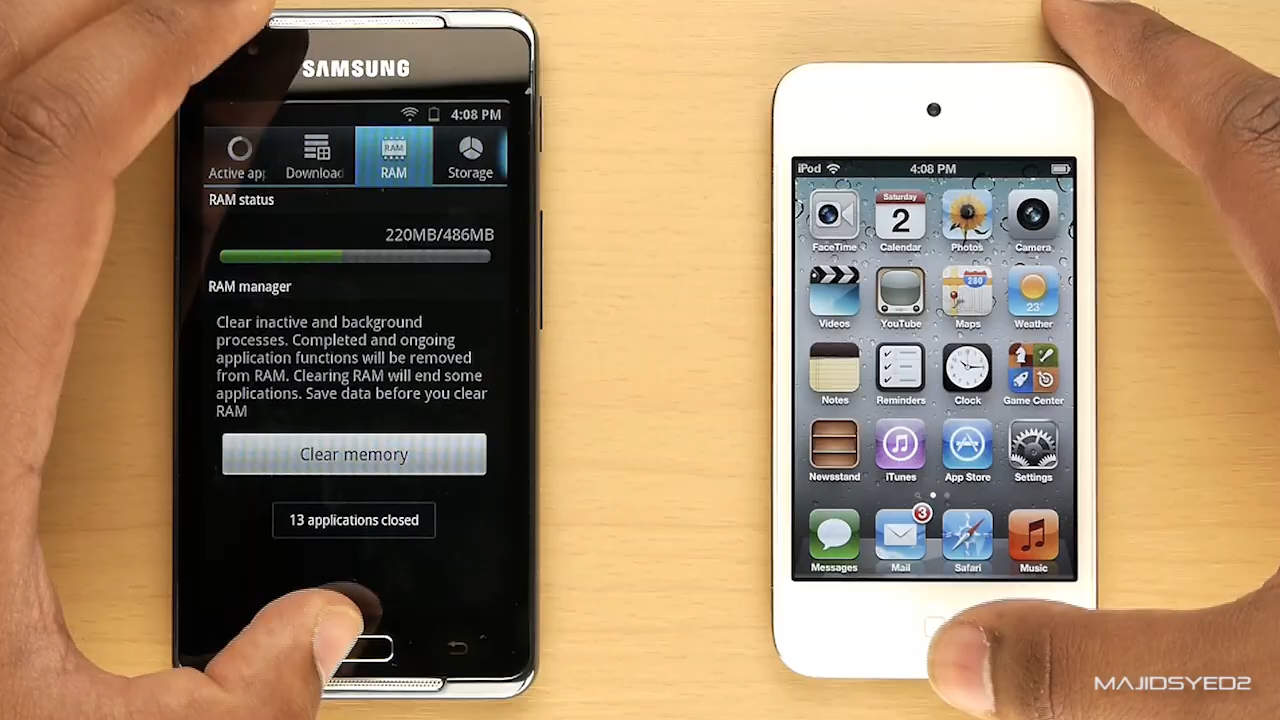 SAMSUNG
4:08 PM
Active app
Download
RAM
RAM
Storage
RAM status
220MB/486MB
RAM manager
Clear inactive and background
processes. Completed and ongoing
application functions will be removed
from RAM. Clearing RAM will end some
applications. Save data before you clear
RAM
Clear memory
13 applications closed
iPod
4:08 PM
Saturday
2
FaceTime
Calendar
Photos
Camera
280
23°
Videos
YouTube
Maps
Weather
Notes
Reminders
Clock
Game Center
Newsstand
iTunes
App Store
Settings
3
Messages
Mail
Safari
Music
MAJIDSYED2